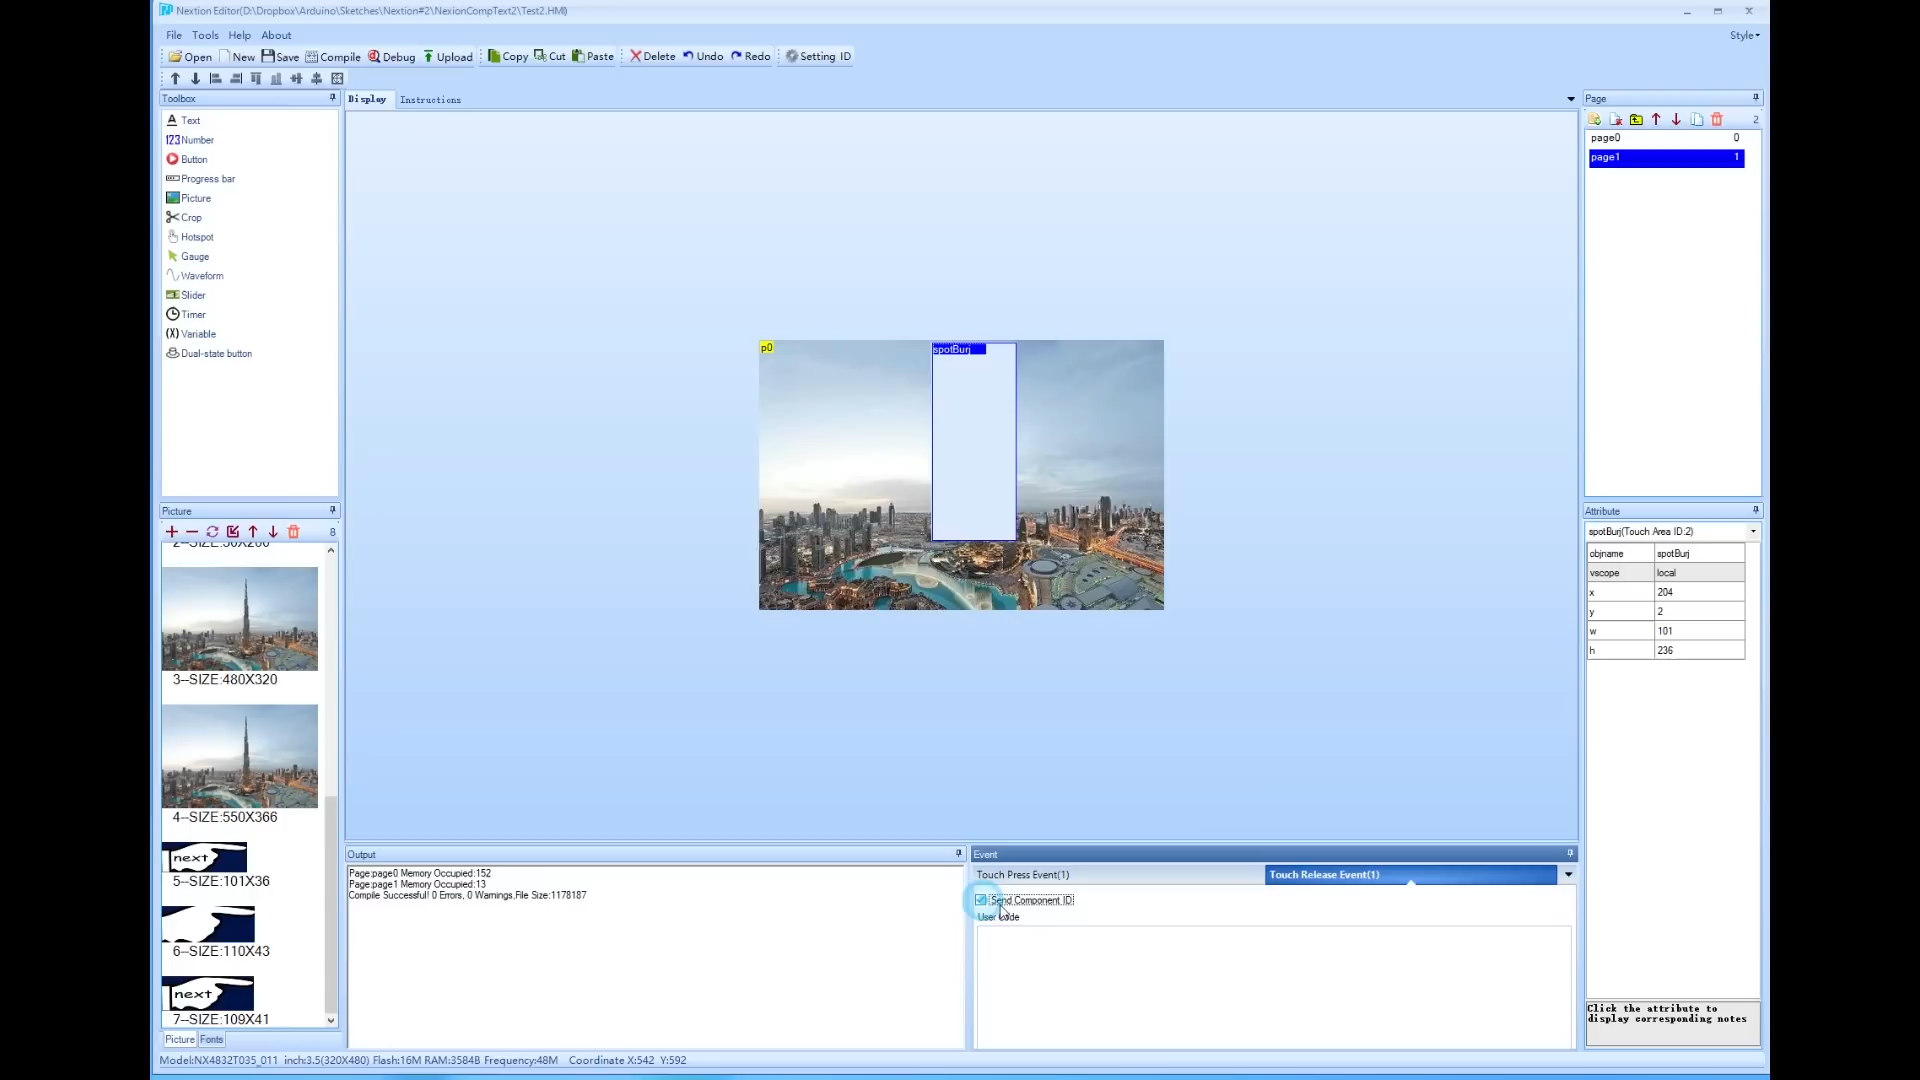 Nextion Editor(D:\Dropbox\Arduino\Sketches\Nextion#2\NexionCompText2\Test2.HMI)
File Tools Help About
Style
Open New Save Compile Debug Upload Copy Cut Paste Delete Undo Redo Setting ID
Toolbox
Text
123 Number
Button
Progress bar
Picture
Crop
Hotspot
Gauge
Waveform
Slider
Timer
(X) Variable
Dual-state button
Picture
8
2--SIZE:50X200
3--SIZE:480X320
4--SIZE:550X366
next
5--SIZE:101X36
6--SIZE:110X43
next
7--SIZE:109X41
Picture Fonts
Display Instructions
p0
spotBurj
Output
Page:page0 Memory Occupied:152
Page:page1 Memory Occupied:13
Compile Successful! 0 Errors, 0 Warnings,File Size:1178187
Event
Touch Press Event(1) Touch Release Event(1)
Send Component ID
User Code
Page
2
page0 0
page1 1
Attribute
spotBurj(Touch Area ID:2)
objname spotBurj
vscope local
x 204
y 2
w 101
h 236
Click the attribute to
display corresponding notes
Model:NX4832T035_011 inch:3.5(320X480) Flash:16M RAM:3584B Frequency:48M Coordinate X:542 Y:592